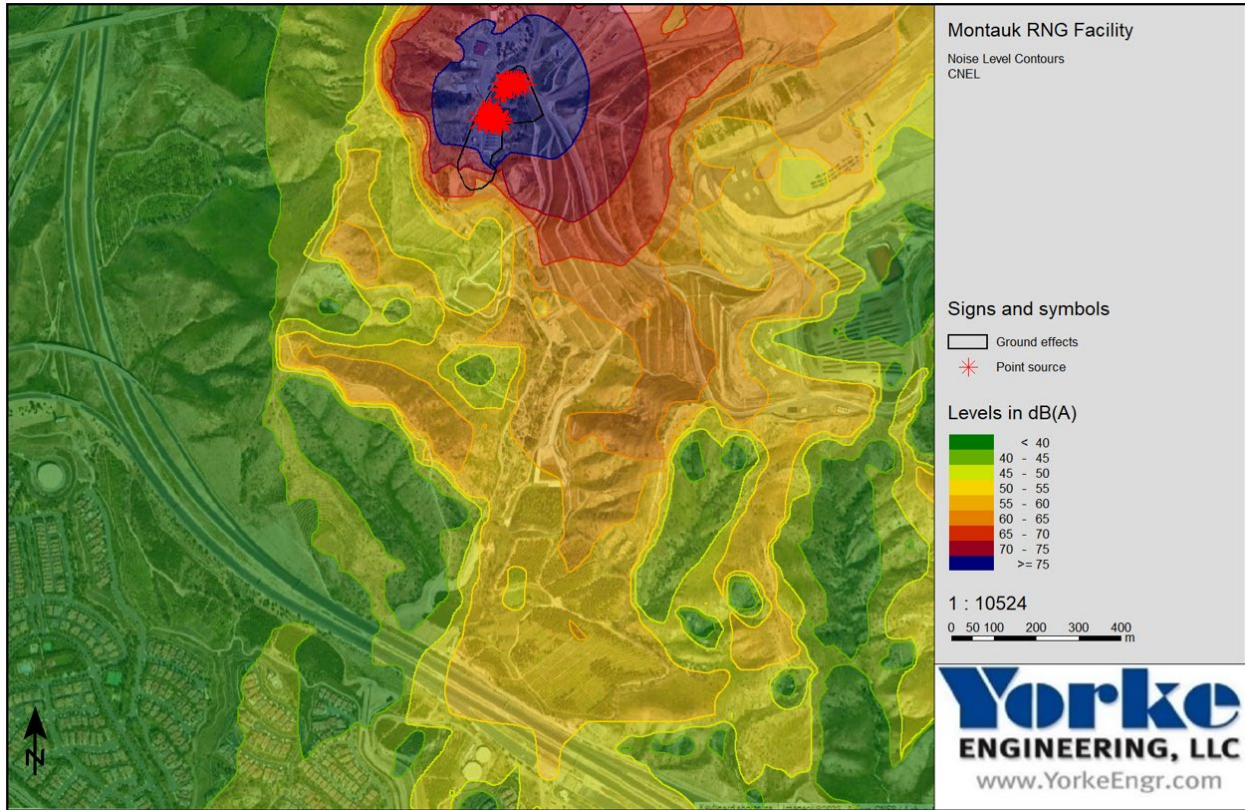 Montauk RNG Facility
Noise Level Contours
CNEL
Signs and symbols
Ground effects
Point source
Levels in dB(A)
< 40
40 - 45
45 - 50
50 - 55
55 - 60
60 - 65
65 - 70
70 - 75
>= 75
1 : 10524
0 50 100 200 300 400
m
N
Yorke
ENGINEERING, LLC
www.YorkeEngr.com